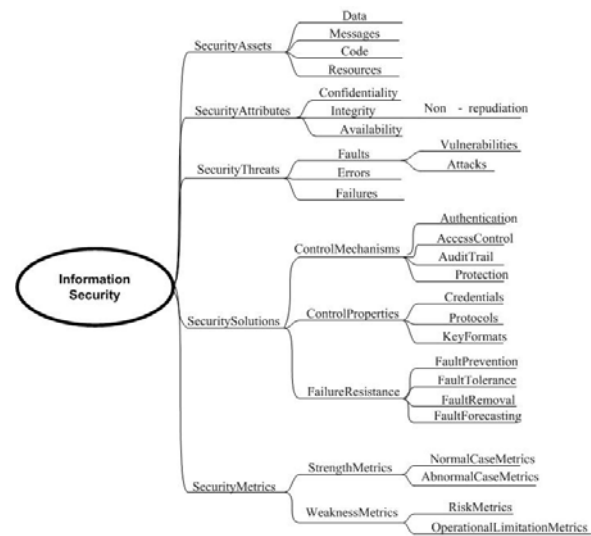 Information
Security
SecurityAssets
Data
Messages
Code
Resources
SecurityAttributes
Confidentiality
Integrity
Non - repudiation
Availability
SecurityThreats
Faults
Vulnerabilities
Attacks
Errors
Failures
SecuritySolutions
ControlMechanisms
Authentication
AccessControl
AuditTrail
Protection
ControlProperties
Credentials
Protocols
KeyFormats
FailureResistance
FaultPrevention
FaultTolerance
FaultRemoval
FaultForecasting
SecurityMetrics
StrengthMetrics
NormalCaseMetrics
AbnormalCaseMetrics
WeaknessMetrics
RiskMetrics
OperationalLimitationMetrics